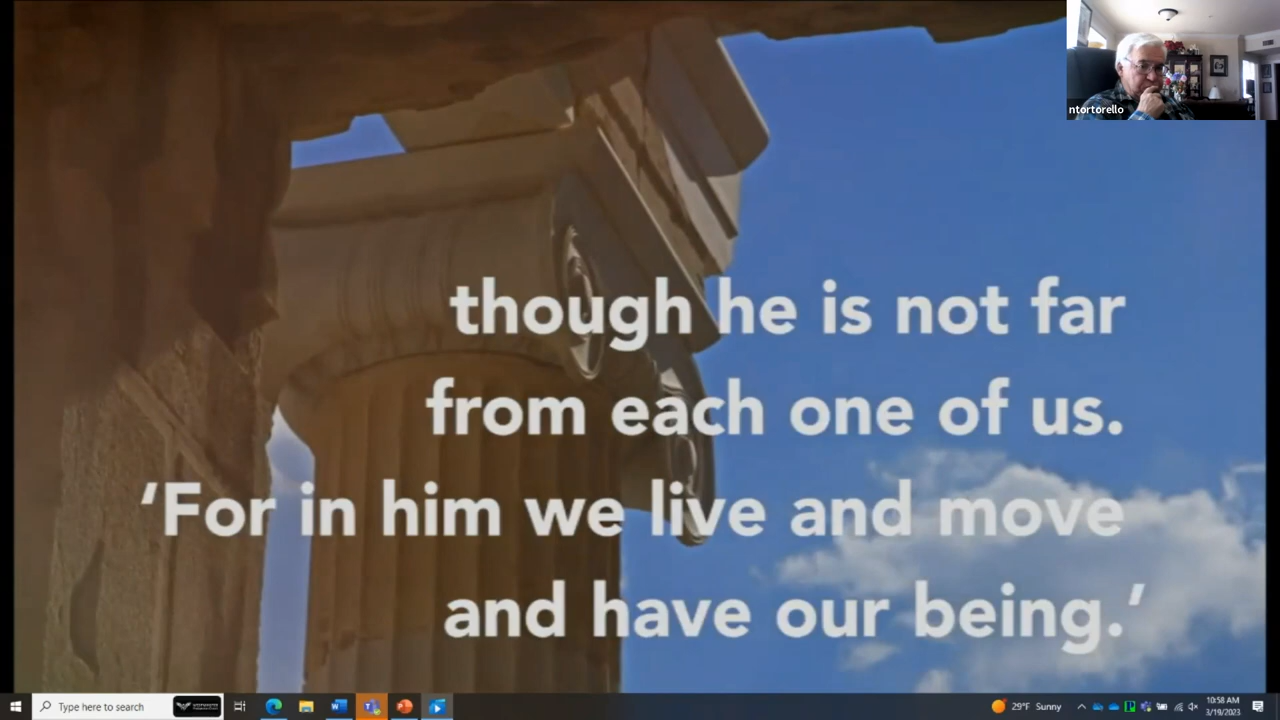 ntortorello
though he is not far
from each one of us.
‘For in him we live and move
and have our being.’
Type here to search
29°F Sunny
10:58 AM
3/19/2023